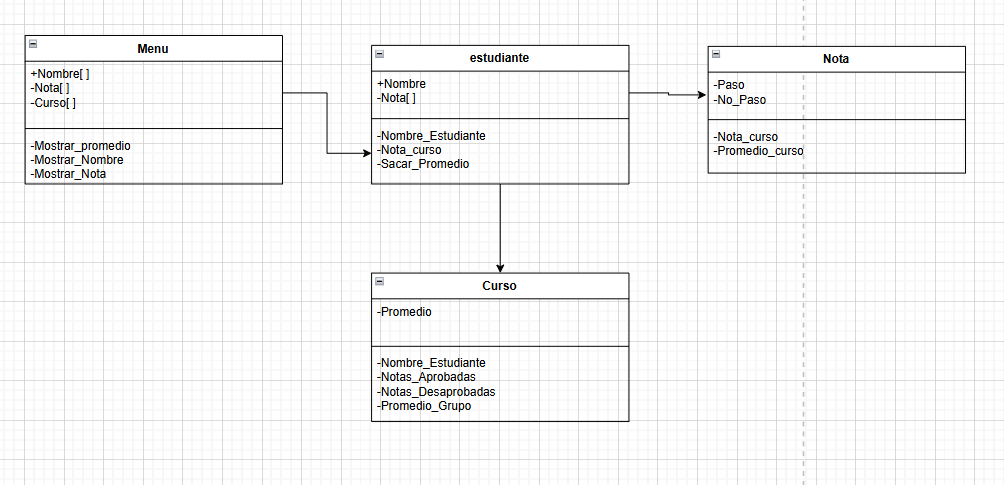 Menu
+Nombre[ ]
-Nota[ ]
-Curso[ ]
-Mostrar_promedio
-Mostrar_Nombre
-Mostrar_Nota
estudiante
+Nombre
-Nota[ ]
-Nombre_Estudiante
-Nota_curso
-Sacar_Promedio
Nota
-Paso
-No_Paso
-Nota_curso
-Promedio_curso
Curso
-Promedio
-Nombre_Estudiante
-Notas_Aprobadas
-Notas_Desaprobadas
-Promedio_Grupo